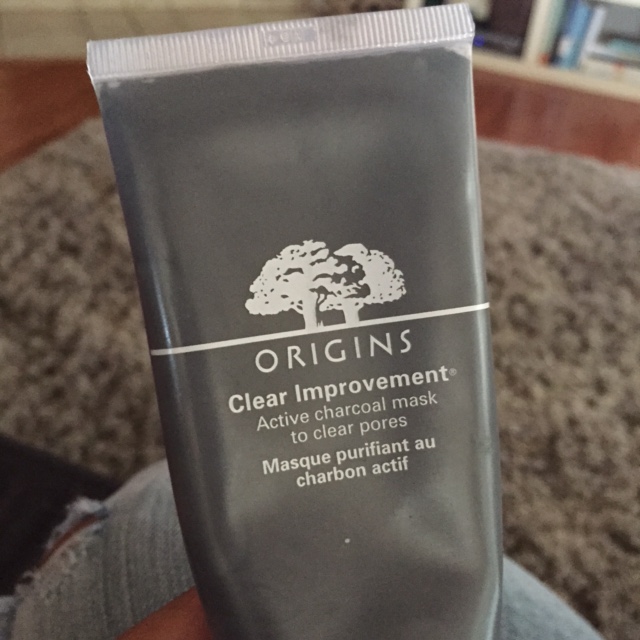 ORIGINS
Clear Improvement®
Active charcoal mask
to clear pores
Masque purifiant au
charbon actif